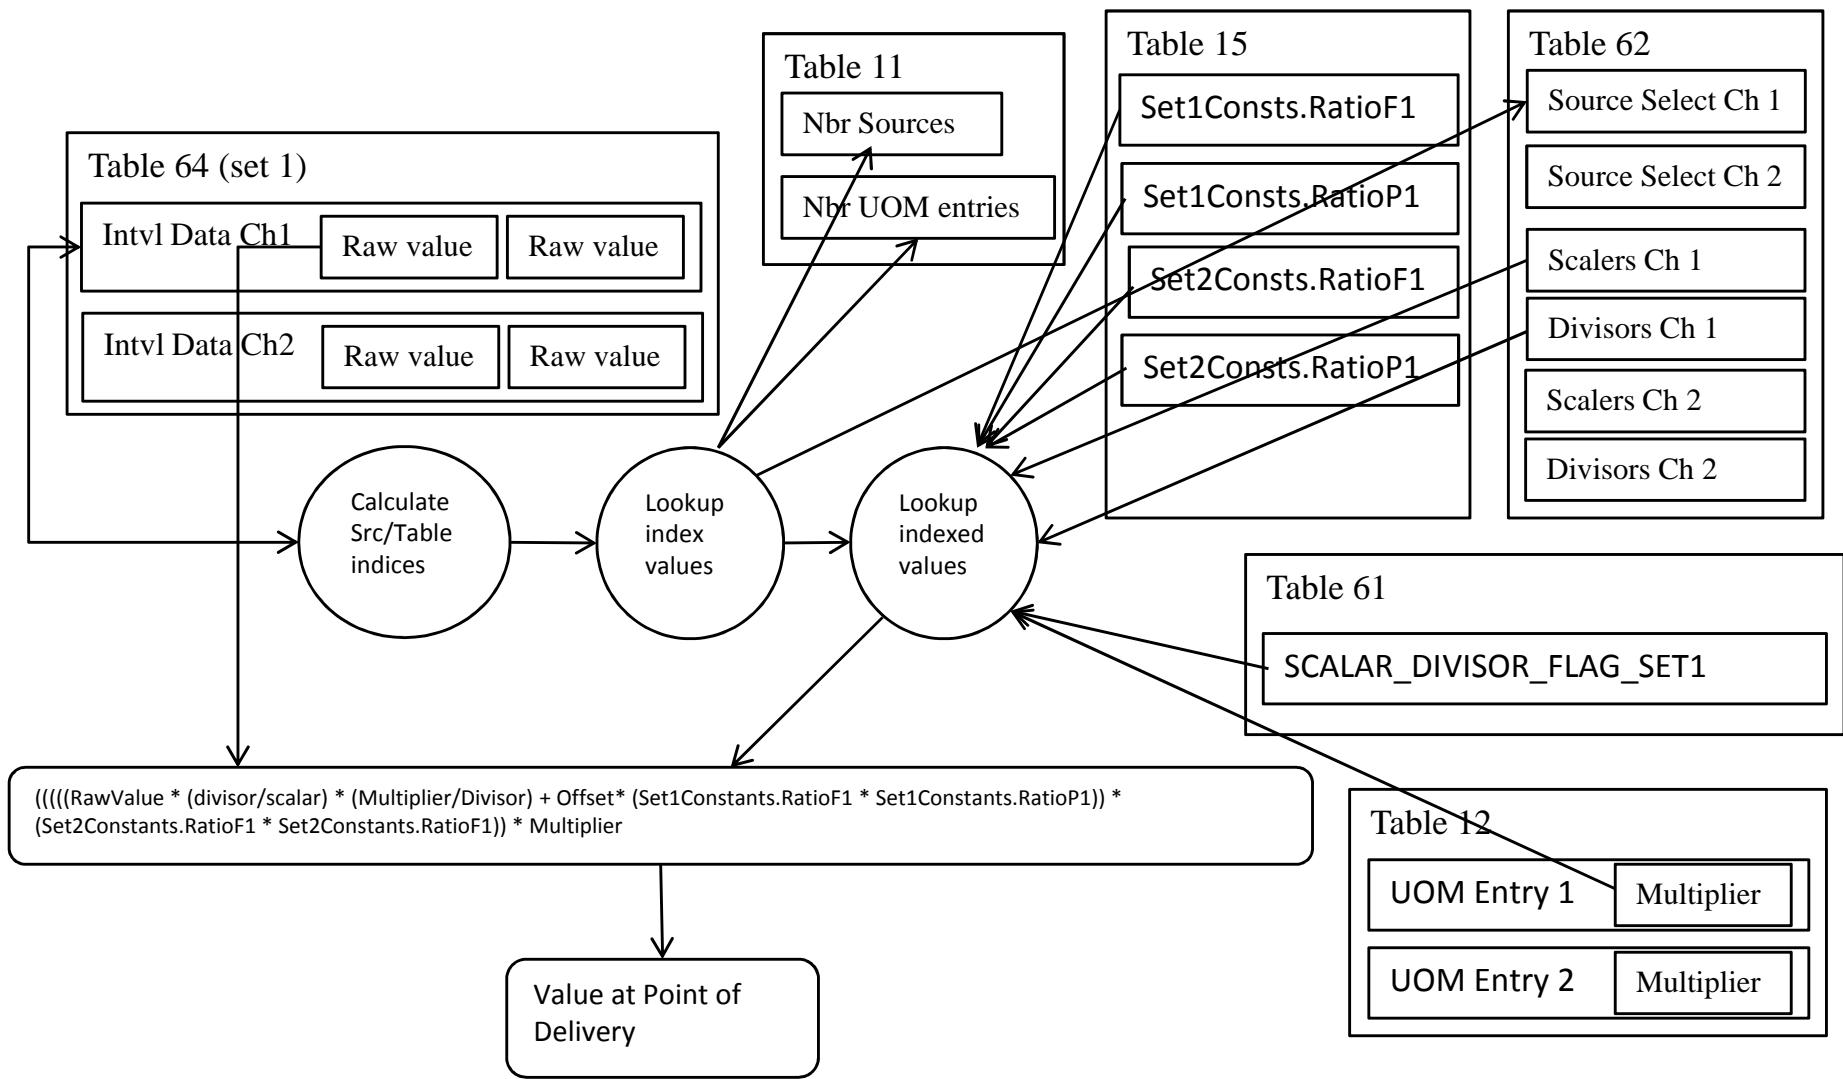 Table 64 (set 1)
Intvl Data Ch1
Raw value
Raw value
Intvl Data Ch2
Raw value
Raw value
Table 11
Nbr Sources
Nbr UOM entries
Table 15
Set1Consts.RatioF1
Set1Consts.RatioP1
Set2Consts.RatioF1
Set2Consts.RatioP1
Table 62
Source Select Ch 1
Source Select Ch 2
Scalers Ch 1
Divisors Ch 1
Scalers Ch 2
Divisors Ch 2
Calculate
Src/Table
indices
Lookup
index
values
Lookup
indexed
values
Table 61
SCALAR_DIVISOR_FLAG_SET1
(((((RawValue * (divisor/scalar) * (Multiplier/Divisor) + Offset* (Set1Constants.RatioF1 * Set1Constants.RatioP1)) *
(Set2Constants.RatioF1 * Set2Constants.RatioF1)) * Multiplier
Table 12
UOM Entry 1
Multiplier
UOM Entry 2
Multiplier
Value at Point of
Delivery